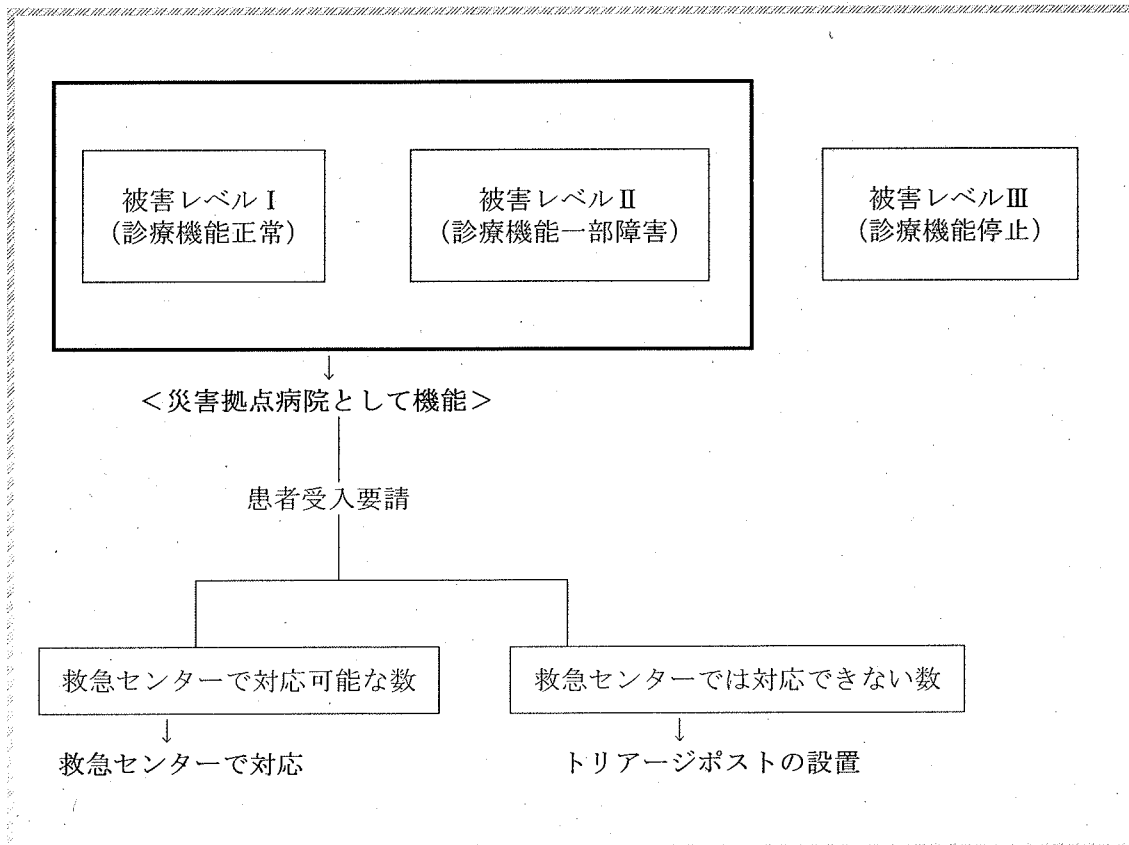 被害レベルⅠ
(診療機能正常)
被害レベルⅡ
(診療機能一部障害)
被害レベルⅢ
(診療機能停止)
↓
＜災害拠点病院として機能＞
患者受入要請
救急センターで対応可能な数
救急センターでは対応できない数
↓
↓
救急センターで対応
トリアージポストの設置